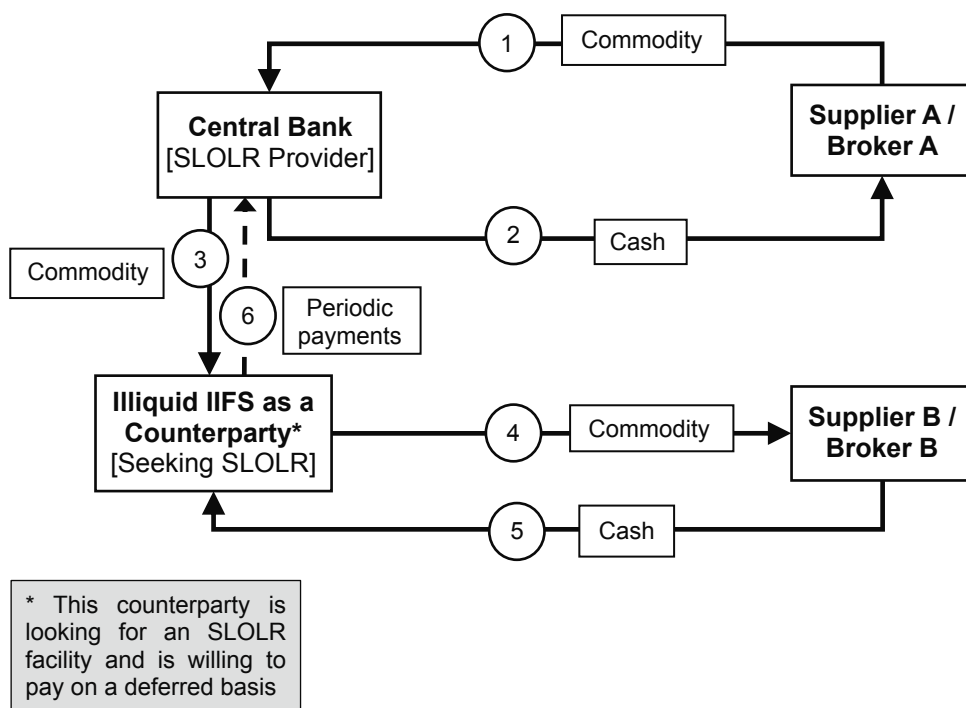 1
Commodity
Central Bank
[SLOLR Provider]
Supplier A /
Broker A
2
Cash
Commodity
3
6
Periodic
payments
Illiquid IIFS as a
Counterparty*
[Seeking SLOLR]
4
Commodity
Supplier B /
Broker B
5
Cash
* This counterparty is
looking for an SLOLR
facility and is willing to
pay on a deferred basis